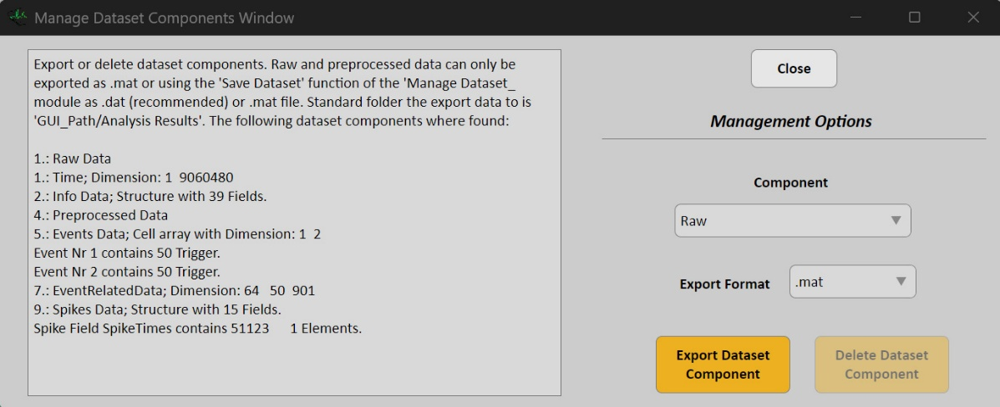 Manage Dataset Components Window
Export or delete dataset components. Raw and preprocessed data can only be
exported as .mat or using the 'Save Dataset' function of the 'Manage Dataset_
module as .dat (recommended) or .mat file. Standard folder the export data to is
'GUI_Path/Analysis Results'. The following dataset components where found:
1.: Raw Data
1.: Time; Dimension: 1  9060480
2.: Info Data; Structure with 39 Fields.
4.: Preprocessed Data
5.: Events Data; Cell array with Dimension: 1  2
Event Nr 1 contains 50 Trigger.
Event Nr 2 contains 50 Trigger.
7.: EventRelatedData; Dimension: 64   50  901
9.: Spikes Data; Structure with 15 Fields.
Spike Field SpikeTimes contains 51123      1 Elements.
Close
Management Options
Component
Raw
Export Format
.mat
Export Dataset
Component
Delete Dataset
Component